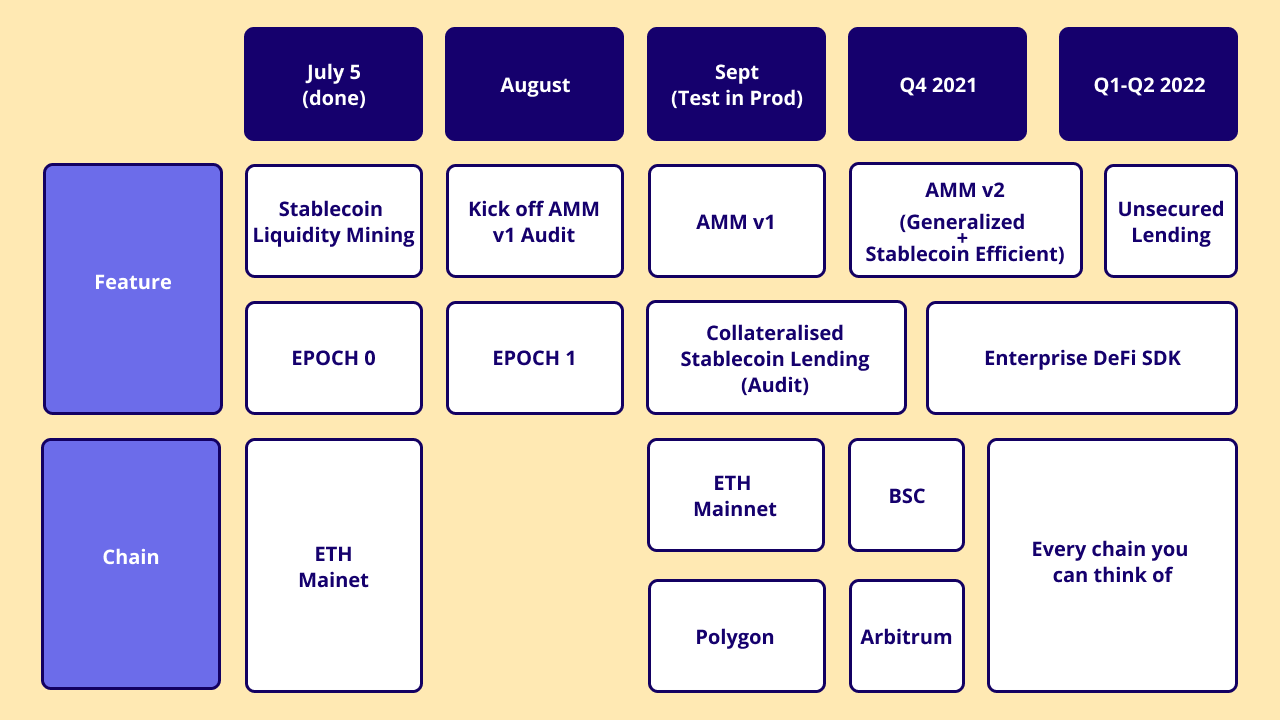 July 5
(done)
August
Sept
(Test in Prod)
Q4 2021
Q1-Q2 2022
Feature
Stablecoin
Liquidity Mining
Kick off AMM
v1 Audit
AMM v1
AMM v2
(Generalized
+
Stablecoin Efficient)
Unsecured
Lending
EPOCH 0
EPOCH 1
Collateralised
Stablecoin Lending
(Audit)
Enterprise DeFi SDK
Chain
ETH
Mainet
ETH
Mainnet
BSC
Every chain you
can think of
Polygon
Arbitrum